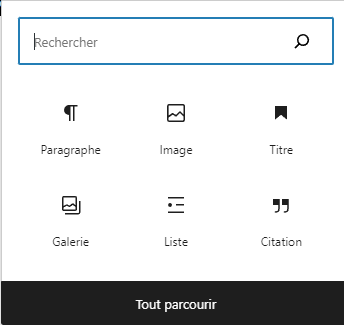 Rechercher
Paragraphe
Image
Titre
Galerie
Liste
Citation
Tout parcourir